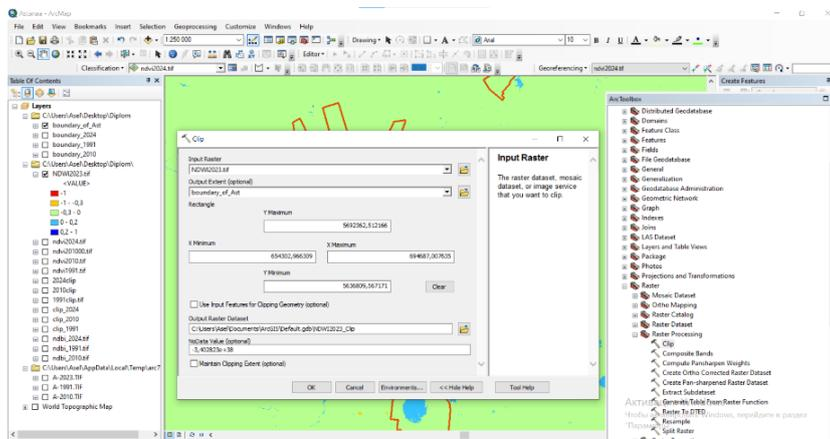 Астана - ArcMap
File Edit View Bookmarks Insert Selection Geoprocessing Customize Windows Help
1:250 000
Drawing
Arial
10
B I U A
Editor
Classification ndvi2024.tif
Georeferencing ndvi2024.tif
Table Of Contents
Layers
C:\Users\Asel\Desktop\Diplom
boundary_of_Ast
boundary_2024
boundary_1991
boundary_2010
C:\Users\Asel\Desktop\Diplom\
NDWI2023.tif
<VALUE>
-1
-1 - -0,3
-0,3 - 0
0 - 0,2
0,2 - 1
ndvi2024.tif
ndvi201000.tif
ndvi2010.tif
ndvi1991.tif
2024clip
2010clip
1991clip.tif
clip_2024
clip_2010
clip_1991
ndbi_2024.tif
ndbi_1991.tif
ndbi_2010.tif
C:\Users\Asel\AppData\Local\Temp\arc7
A-2023.TIF
A-1991.TIF
A-2010.TIF
World Topographic Map
Clip
Input Raster
NDWI2023.tif
Output Extent (optional)
boundary_of_Ast
Rectangle
Y Maximum
5692362,512166
X Minimum
X Maximum
654302,966309
694687,007635
Y Minimum
5636809,567171
Clear
Use Input Features for Clipping Geometry (optional)
Output Raster Dataset
C:\Users\Asel\Documents\ArcGIS\Default.gdb\NDWI2023_Clip
NoData Value (optional)
-3,402823e+38
Maintain Clipping Extent (optional)
OK
Cancel
Environments...
<< Hide Help
Tool Help
Input Raster
The raster dataset, mosaic
dataset, or image service
that you want to clip.
Create Features
ArcToolbox
Distributed Geodatabase
Domains
Feature Class
Features
Fields
File Geodatabase
General
Generalization
Geodatabase Administration
Geometric Network
Graph
Indexes
Joins
LAS Dataset
Layers and Table Views
Package
Photos
Projections and Transformations
Raster
Mosaic Dataset
Ortho Mapping
Raster Catalog
Raster Dataset
Raster Processing
Clip
Composite Bands
Compute Pansharpen Weights
Create Ortho Corrected Raster Dataset
Create Pan-sharpened Raster Dataset
Extract Subdataset
Generate Table From Raster Function
Raster To DTED
Resample
Split Raster
Windows, перейдите в раздел